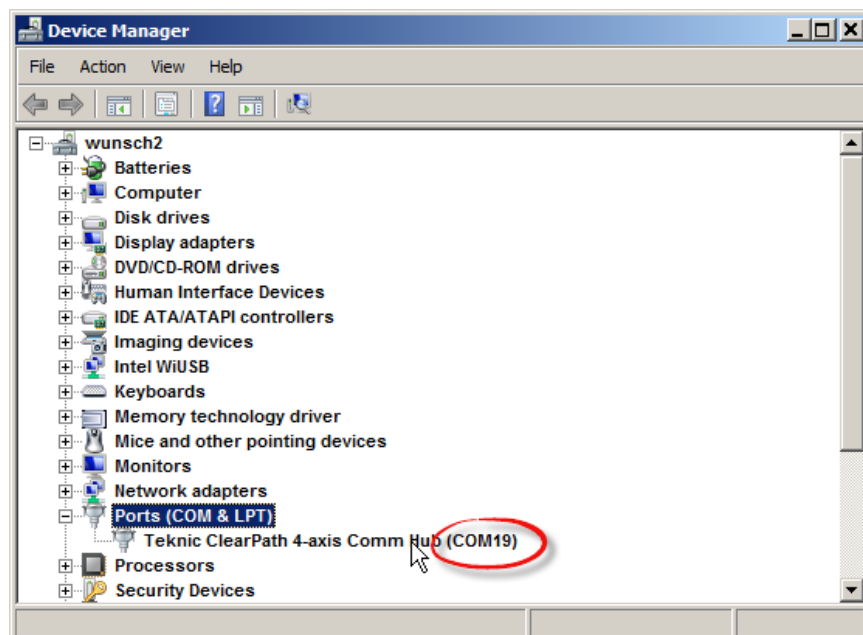 Device Manager
File Action View Help
wunsch2
Batteries
Computer
Disk drives
Display adapters
DVD/CD-ROM drives
Human Interface Devices
IDE ATA/ATAPI controllers
Imaging devices
Intel WiUSB
Keyboards
Memory technology driver
Mice and other pointing devices
Monitors
Network adapters
Ports (COM & LPT)
Teknic ClearPath 4-axis Comm Hub (COM19)
Processors
Security Devices